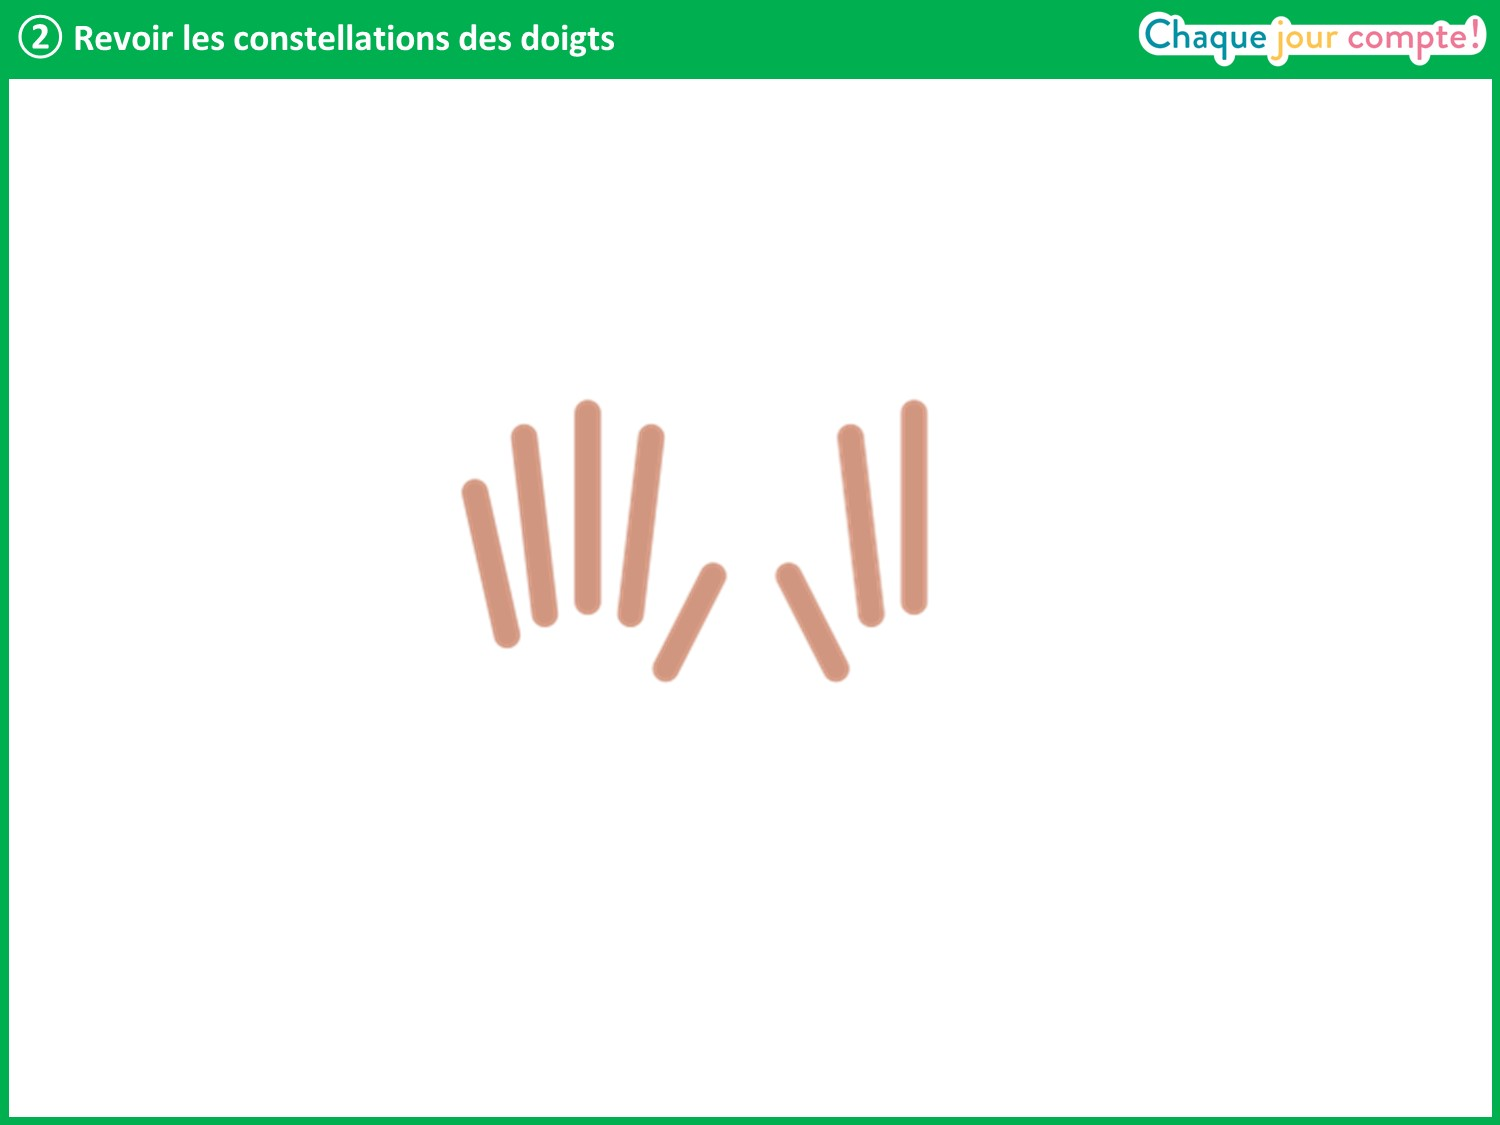 ② Revoir les constellations des doigts
Chaque jour compte!